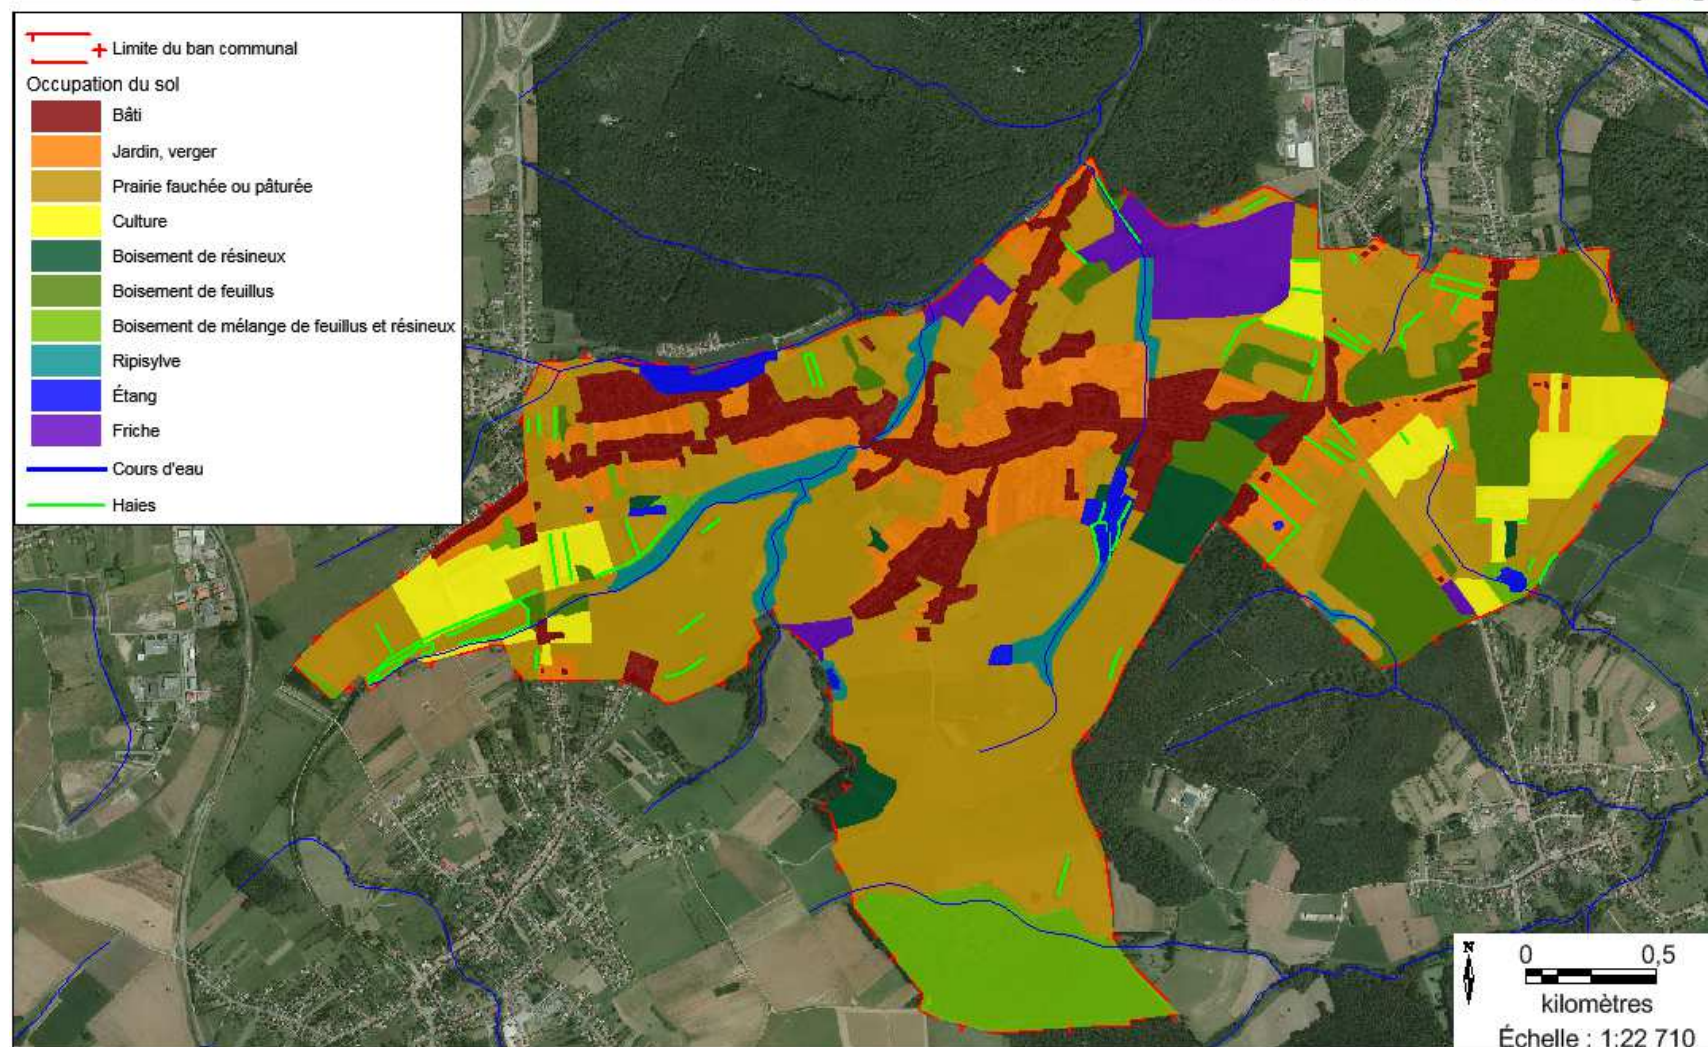 Limite du ban communal
Occupation du sol
Bâti
Jardin, verger
Prairie fauchée ou pâturée
Culture
Boisement de résineux
Boisement de feuillus
Boisement de mélange de feuillus et résineux
Ripisylve
Étang
Friche
Cours d'eau
Haies
N
0 0,5
kilomètres
Échelle : 1:22 710